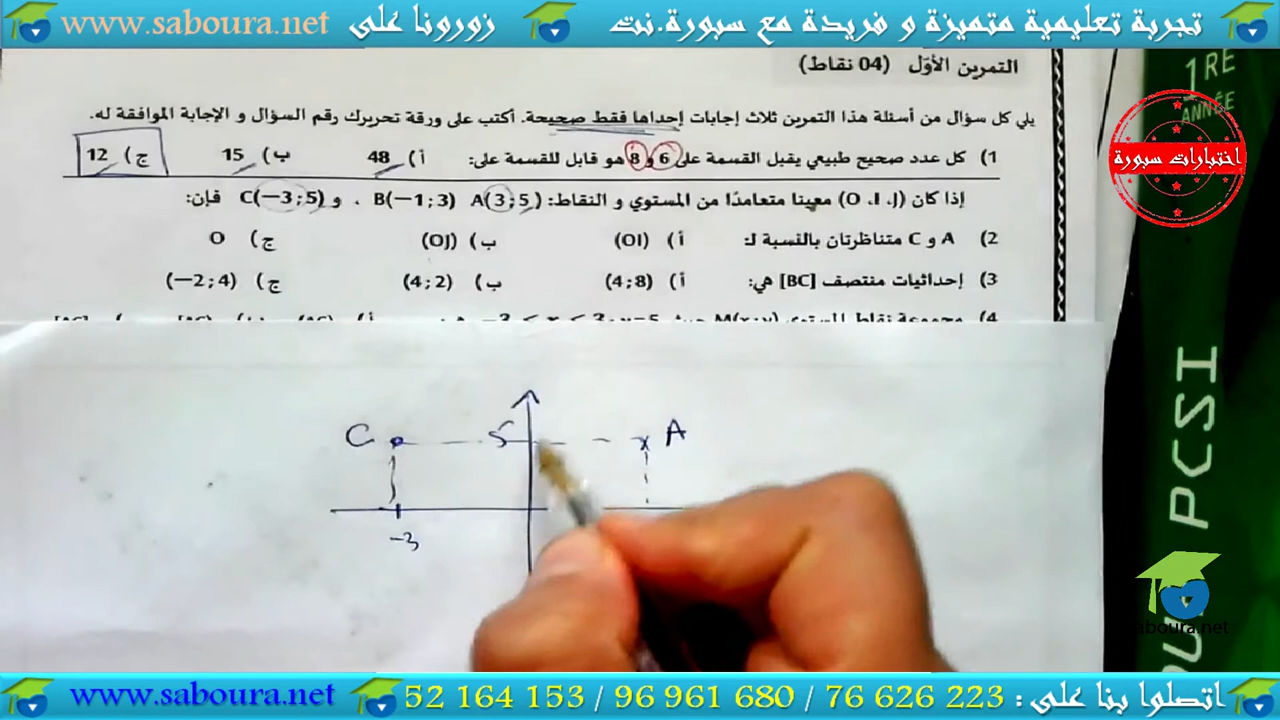 تجربة تعليمية متميزة و فريدة مع سبورة.نت زورونا على www.saboura.net
التمرين الأوّل (04 نقاط)
يلي كل سؤال من أسئلة هذا التمرين ثلاث إجابات إحداها فقط صحيحة. أكتب على ورقة تحريرك رقم السؤال و الإجابة الموافقة له.
1) كل عدد صحيح طبيعي يقبل القسمة على 6 و 8 هو قابل للقسمة على: أ) 48 ب) 15 ج) 12
إذا كان (O، I، J) معينا متعامدًا من المستوي و النقاط: A(3;5) ، B(−1;3) و C(−3;5) فإن:
2) A و C متناظرتان بالنسبة لـ: أ) (OI) ب) (OJ) ج) O
3) إحداثيات منتصف [BC] هي: أ) (4;8) ب) (4;2) ج) (−2;4)
1RE
ANNÉE
اختبارات سبورة
PCSI
C 5 A
-3
saboura.net
اتصلوا بنا على : 52 164 153 / 96 961 680 / 76 626 223 www.saboura.net